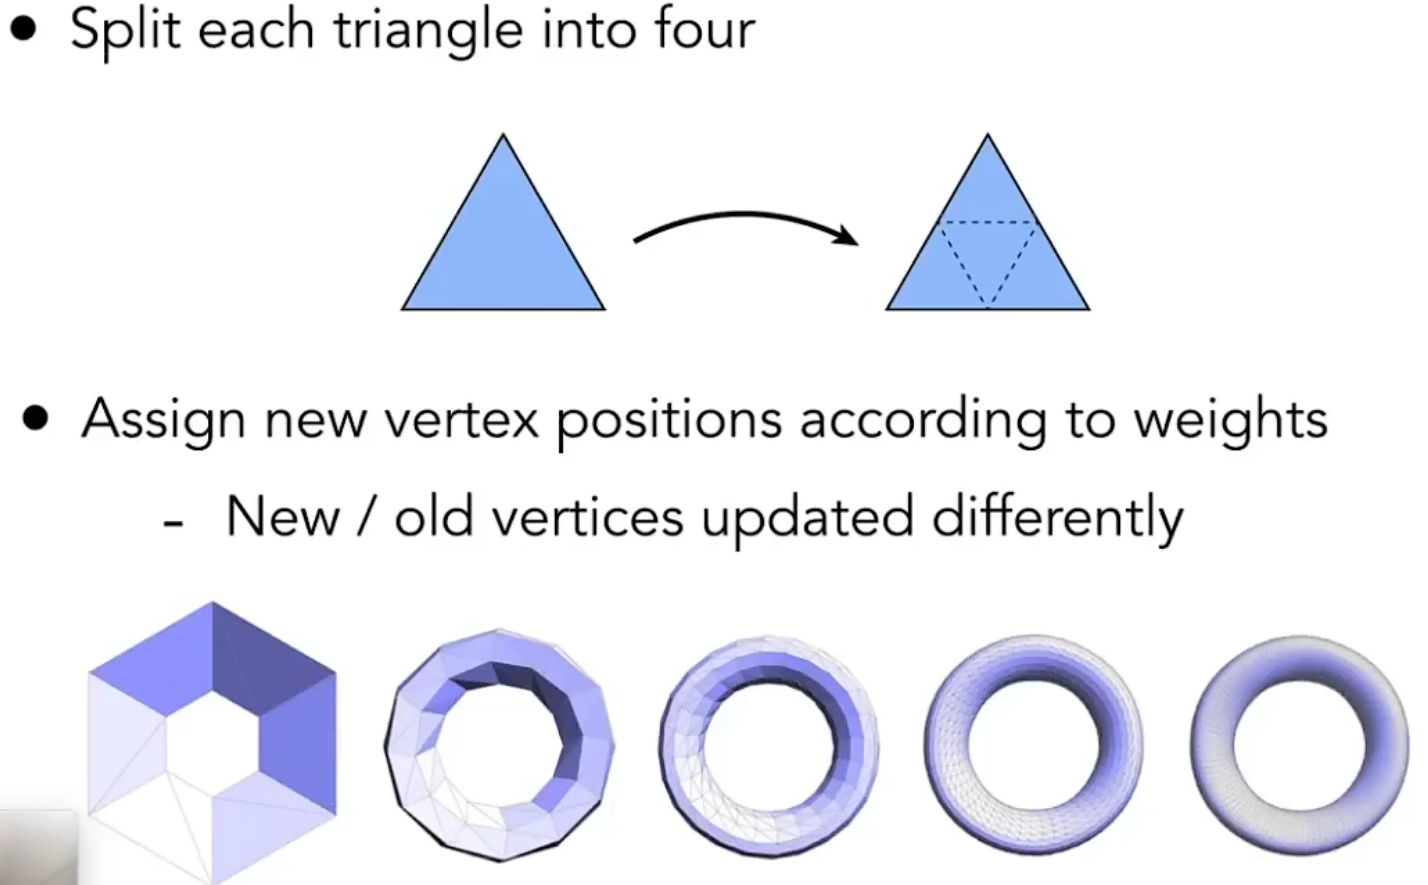 • Split each triangle into four
• Assign new vertex positions according to weights
- New / old vertices updated differently